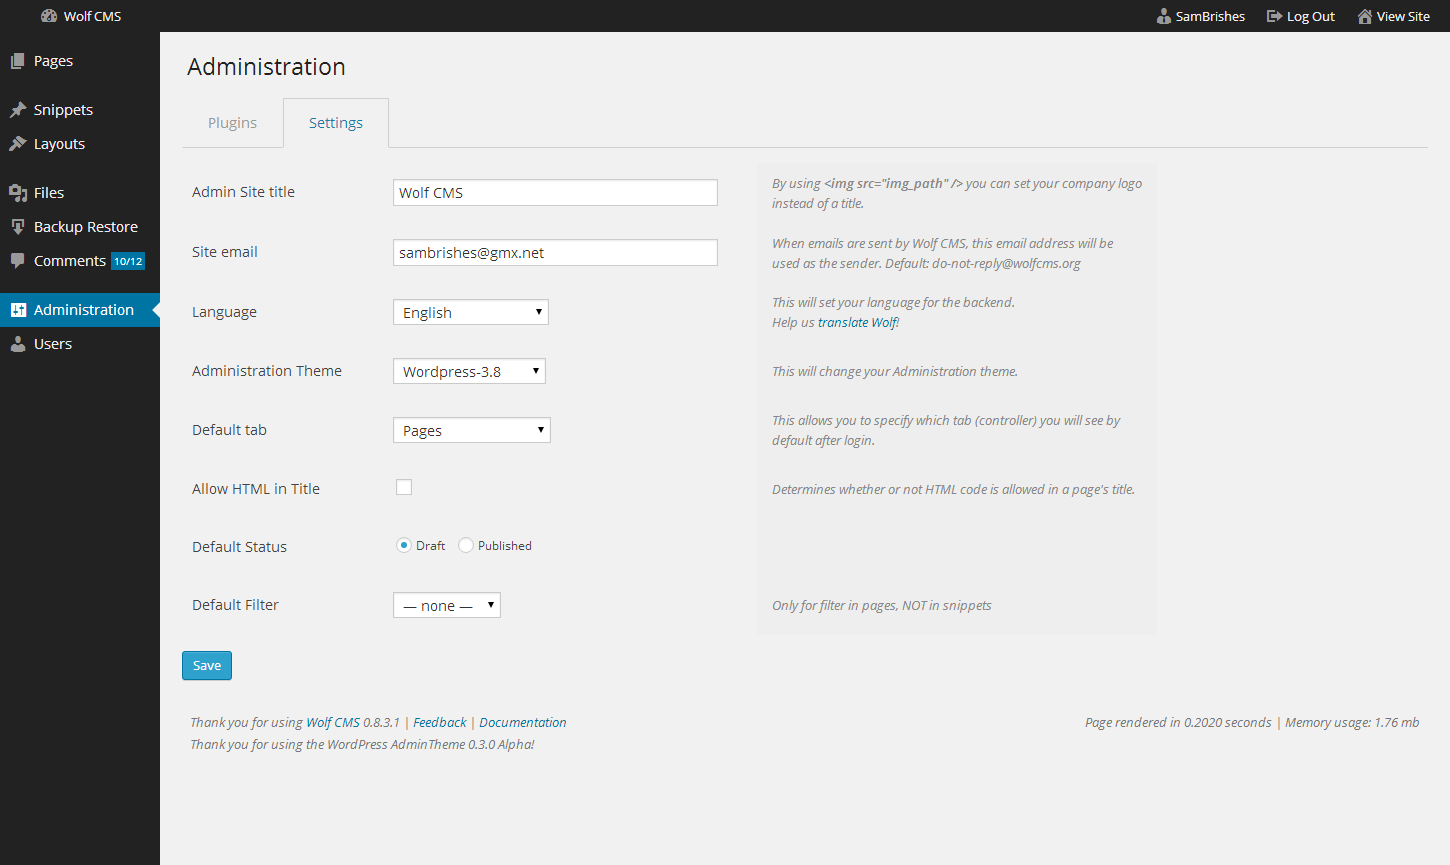 Wolf CMS
SamBrishes
Log Out
View Site
Pages
Snippets
Layouts
Files
Backup Restore
Comments 10/12
Administration
Users
Administration
Plugins
Settings
Admin Site title
Wolf CMS
By using <img src="img_path" /> you can set your company logo
instead of a title.
Site email
sambrishes@gmx.net
When emails are sent by Wolf CMS, this email address will be
used as the sender. Default: do-not-reply@wolfcms.org
Language
English
This will set your language for the backend.
Help us translate Wolf!
Administration Theme
Wordpress-3.8
This will change your Administration theme.
Default tab
Pages
This allows you to specify which tab (controller) you will see by
default after login.
Allow HTML in Title
Determines whether or not HTML code is allowed in a page's title.
Default Status
Draft
Published
Default Filter
— none —
Only for filter in pages, NOT in snippets
Save
Thank you for using Wolf CMS 0.8.3.1 | Feedback | Documentation
Thank you for using the WordPress AdminTheme 0.3.0 Alpha!
Page rendered in 0.2020 seconds | Memory usage: 1.76 mb